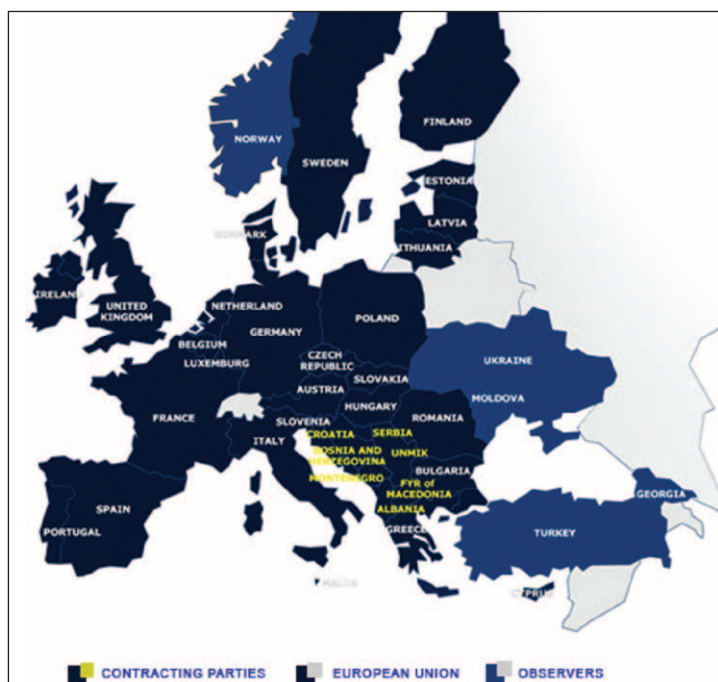 FINLAND
NORWAY
SWEDEN
ESTONIA
LATVIA
DENMARK
LITHUANIA
IRELAND
UNITED
KINGDOM
NETHERLAND
POLAND
BELGIUM
GERMANY
LUXEMBURG
CZECH
REPUBLIC
UKRAINE
SLOVAKIA
AUSTRIA
MOLDOVA
HUNGARY
FRANCE
ROMANIA
SLOVENIA
ITALY
CROATIA
SERBIA
BOSNIA AND
HERZEGOVINA
UNMIK
BULGARIA
MONTENEGRO
FYR of
MACEDONIA
GEORGIA
SPAIN
ALBANIA
PORTUGAL
GREECE
TURKEY
MALTA
CYPRUS
CONTRACTING PARTIES
EUROPEAN UNION
OBSERVERS